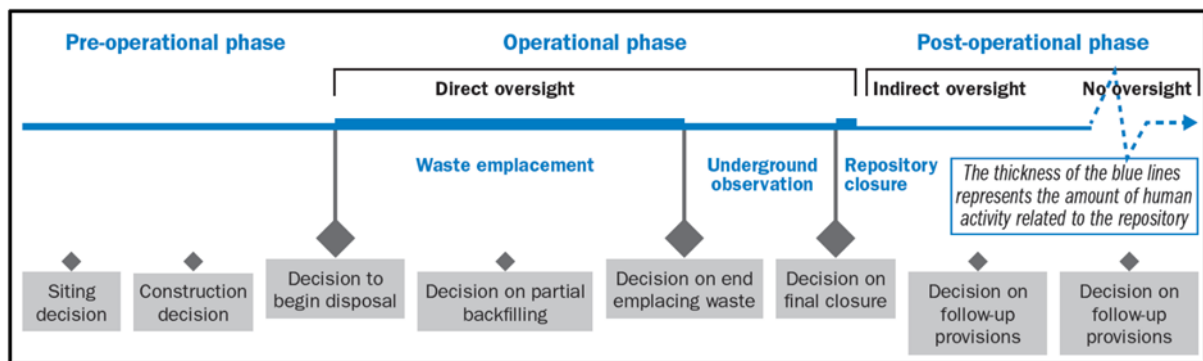 Pre-operational phase
Operational phase
Post-operational phase
Direct oversight
Indirect oversight
No oversight
Waste emplacement
Underground
observation
Repository
closure
The thickness of the blue lines
represents the amount of human
activity related to the repository
Siting
decision
Construction
decision
Decision to
begin disposal
Decision on partial
backfilling
Decision on end
emplacing waste
Decision on
final closure
Decision on
follow-up
provisions
Decision on
follow-up
provisions